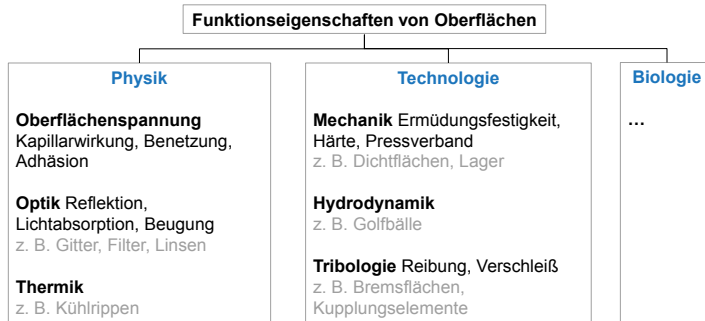 Funktionseigenschaften von Oberflächen
Physik
Oberflächenspannung
Kapillarwirkung, Benetzung,
Adhäsion
Optik Reflektion,
Lichtabsorption, Beugung
z. B. Gitter, Filter, Linsen
Thermik
z. B. Kühlrippen
Technologie
Mechanik Ermüdungsfestigkeit,
Härte, Pressverband
z. B. Dichtflächen, Lager
Hydrodynamik
z. B. Golfbälle
Tribologie Reibung, Verschleiß
z. B. Bremsflächen,
Kupplungselemente
Biologie
...